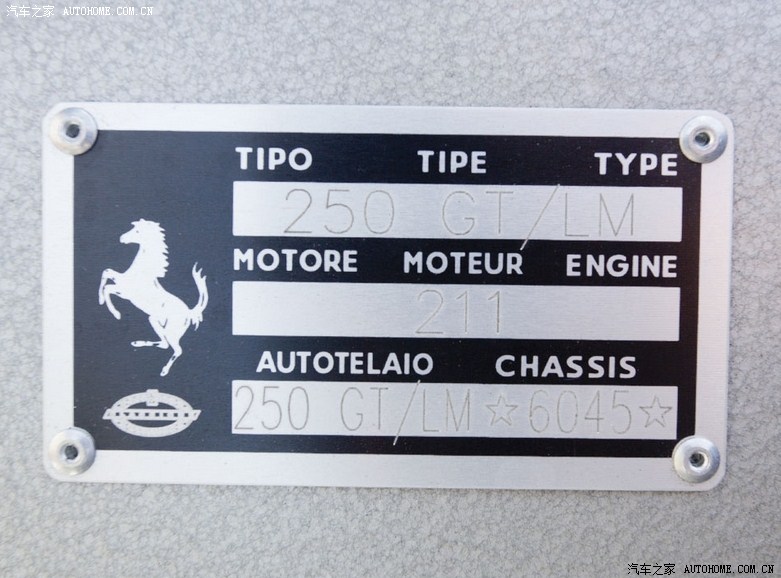 汽车之家 AUTOHOME.COM.CN
TIPO TIPE TYPE
250 GT/LM
MOTORE MOTEUR ENGINE
211
AUTOTELAIO CHASSIS
250 GT/LM ☆ 6045 ☆
汽车之家 AUTOHOME.COM.CN